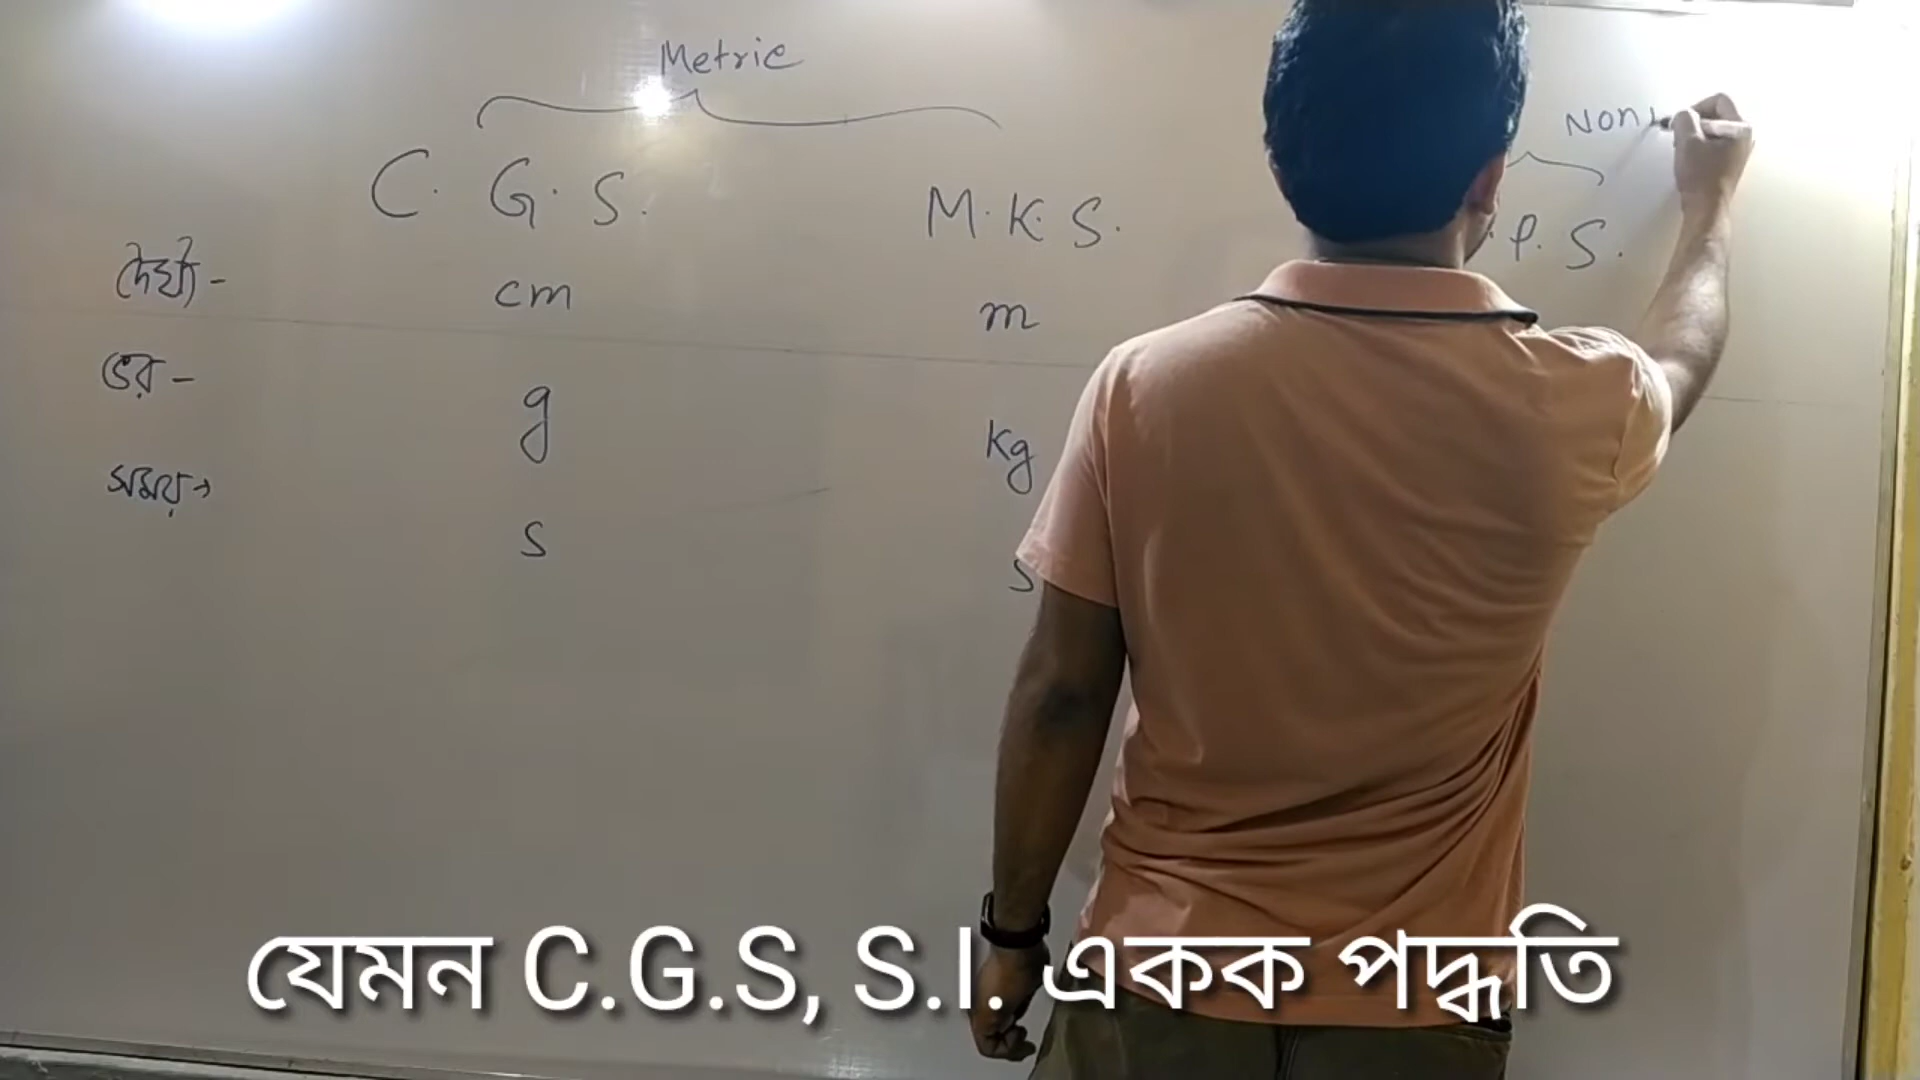 Metric
Non
C. G. S.
M. K. S.
P. S.
দৈর্ঘ্য -
cm
m
ভর -
g
kg
সময় →
s
s
যেমন C.G.S, S.I. একক পদ্ধতি